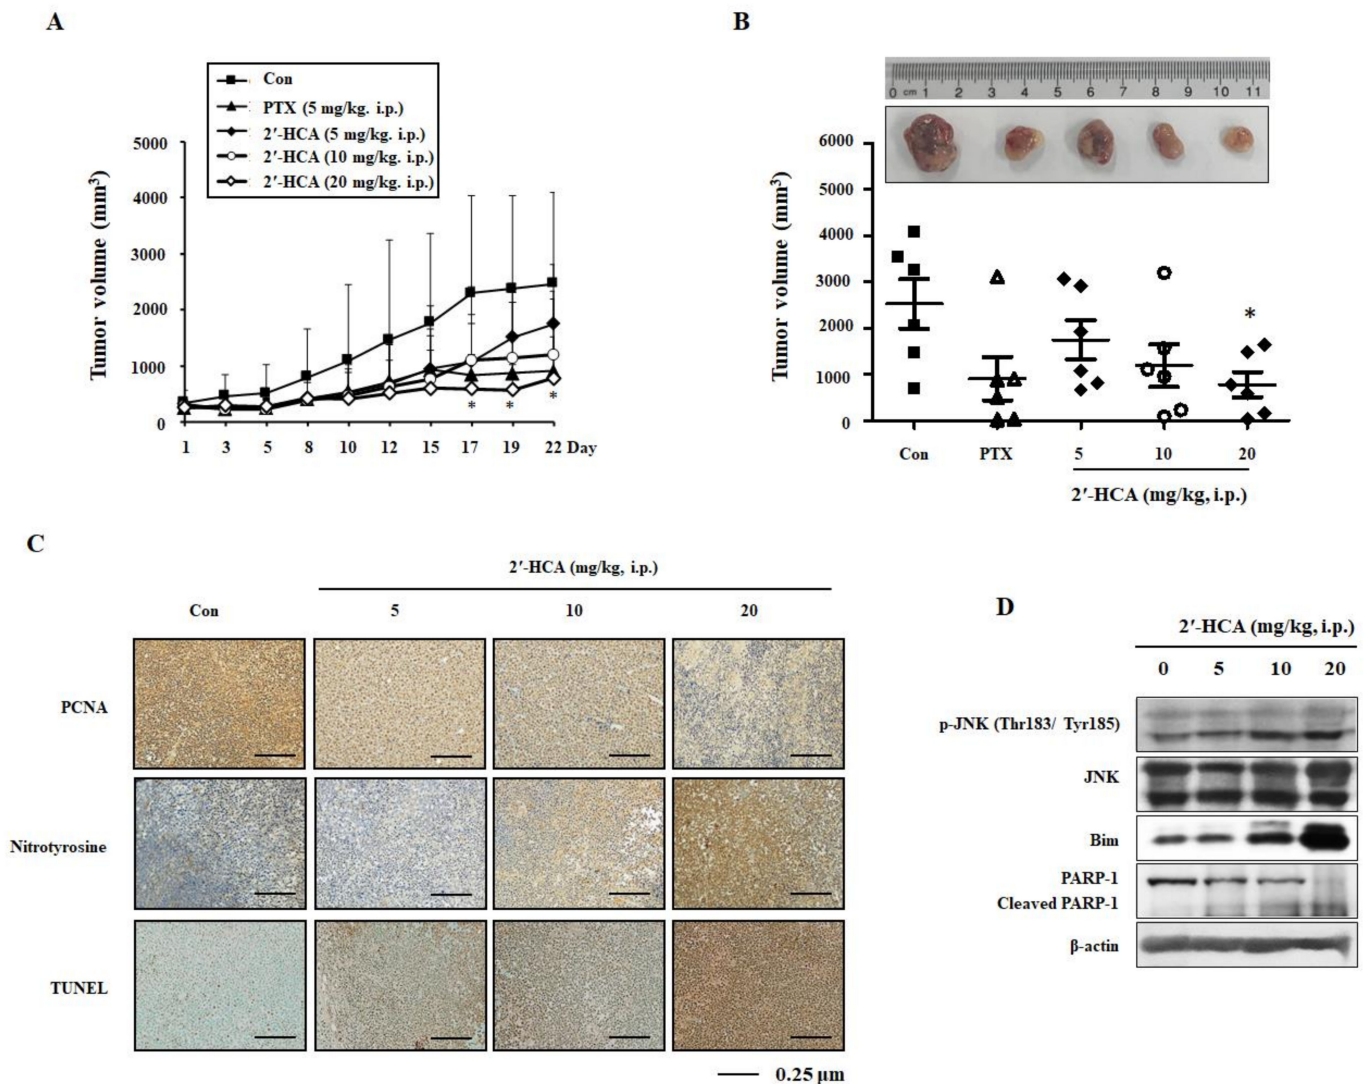 A
Con
PTX (5 mg/kg. i.p.)
2′-HCA (5 mg/kg. i.p.)
2′-HCA (10 mg/kg. i.p.)
2′-HCA (20 mg/kg. i.p.)
Tumor volume (mm³)
5000
4000
3000
2000
1000
0
* * *
1 3 5 8 10 12 15 17 19 22 Day
B
0 cm 1 2 3 4 5 6 7 8 9 10 11
Tumor volume (mm³)
6000
5000
4000
3000
2000
1000
0
*
Con PTX 5 10 20
2′-HCA (mg/kg, i.p.)
C
2′-HCA (mg/kg, i.p.)
Con 5 10 20
PCNA
Nitrotyrosine
TUNEL
0.25 μm
D
2′-HCA (mg/kg, i.p.)
0 5 10 20
p-JNK (Thr183/ Tyr185)
JNK
Bim
PARP-1
Cleaved PARP-1
β-actin